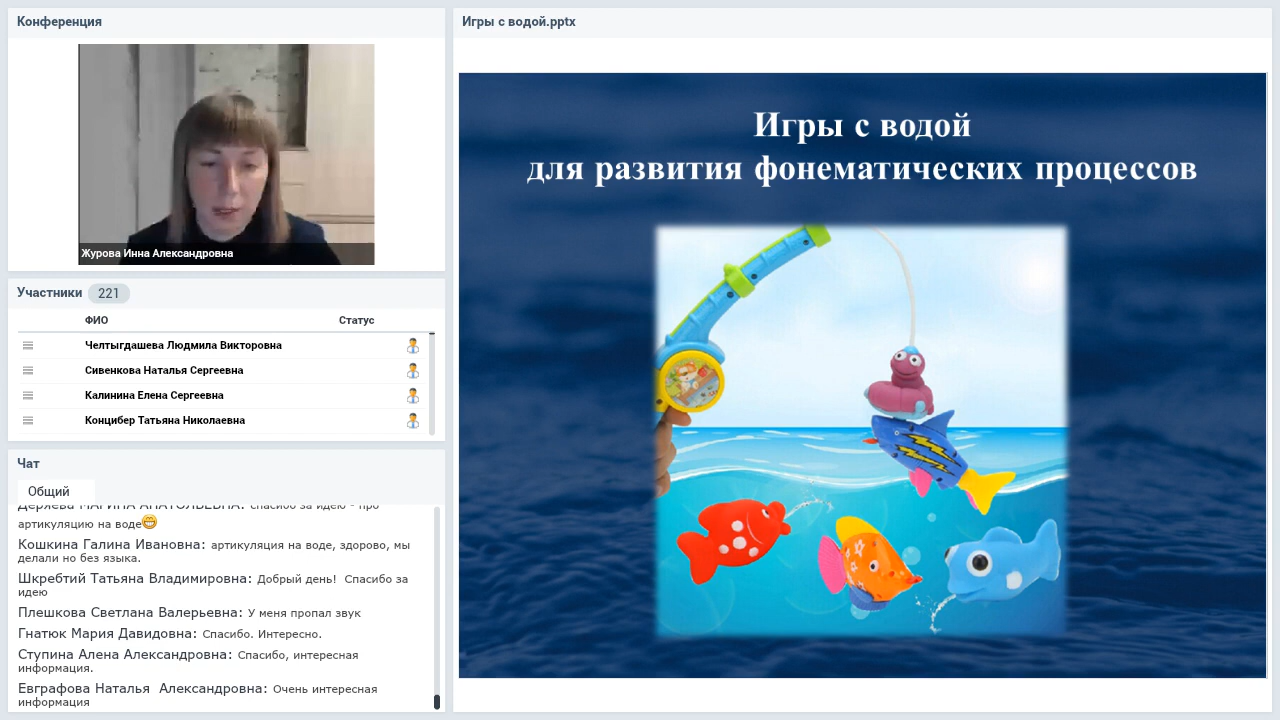 Конференция
Журова Инна Александровна
Участники 221
ФИО Статус
Челтыгдашева Людмила Викторовна
Сивенкова Наталья Сергеевна
Калинина Елена Сергеевна
Концибер Татьяна Николаевна
Чат
Общий
спасибо за идею - про
артикуляцию на воде
Кошкина Галина Ивановна: артикуляция на воде, здорово, мы
делали но без языка.
Шкребтий Татьяна Владимировна: Добрый день! Спасибо за
идею
Плешкова Светлана Валерьевна: У меня пропал звук
Гнатюк Мария Давидовна: Спасибо. Интересно.
Ступина Алена Александровна: Спасибо, интересная
информация.
Евграфова Наталья Александровна: Очень интересная
информация
Игры с водой.pptx
Игры с водой
для развития фонематических процессов